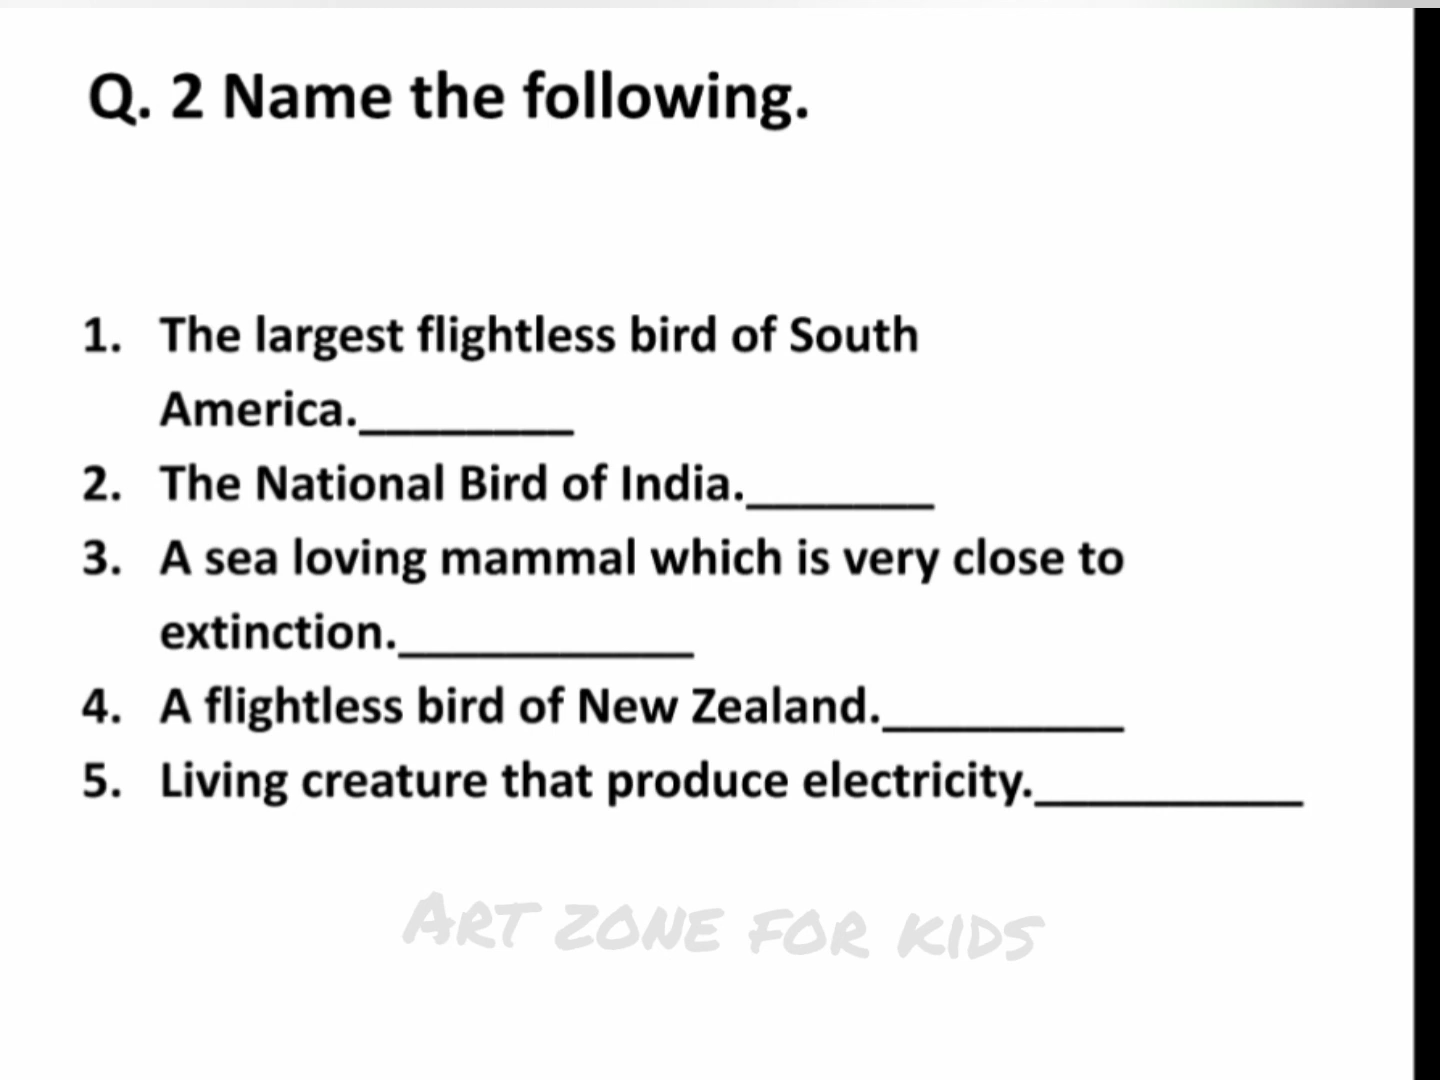 Q. 2 Name the following.
1. The largest flightless bird of South
America.________
2. The National Bird of India._______
3. A sea loving mammal which is very close to
extinction.___________
4. A flightless bird of New Zealand._________
5. Living creature that produce electricity.__________
ART ZONE FOR KIDS